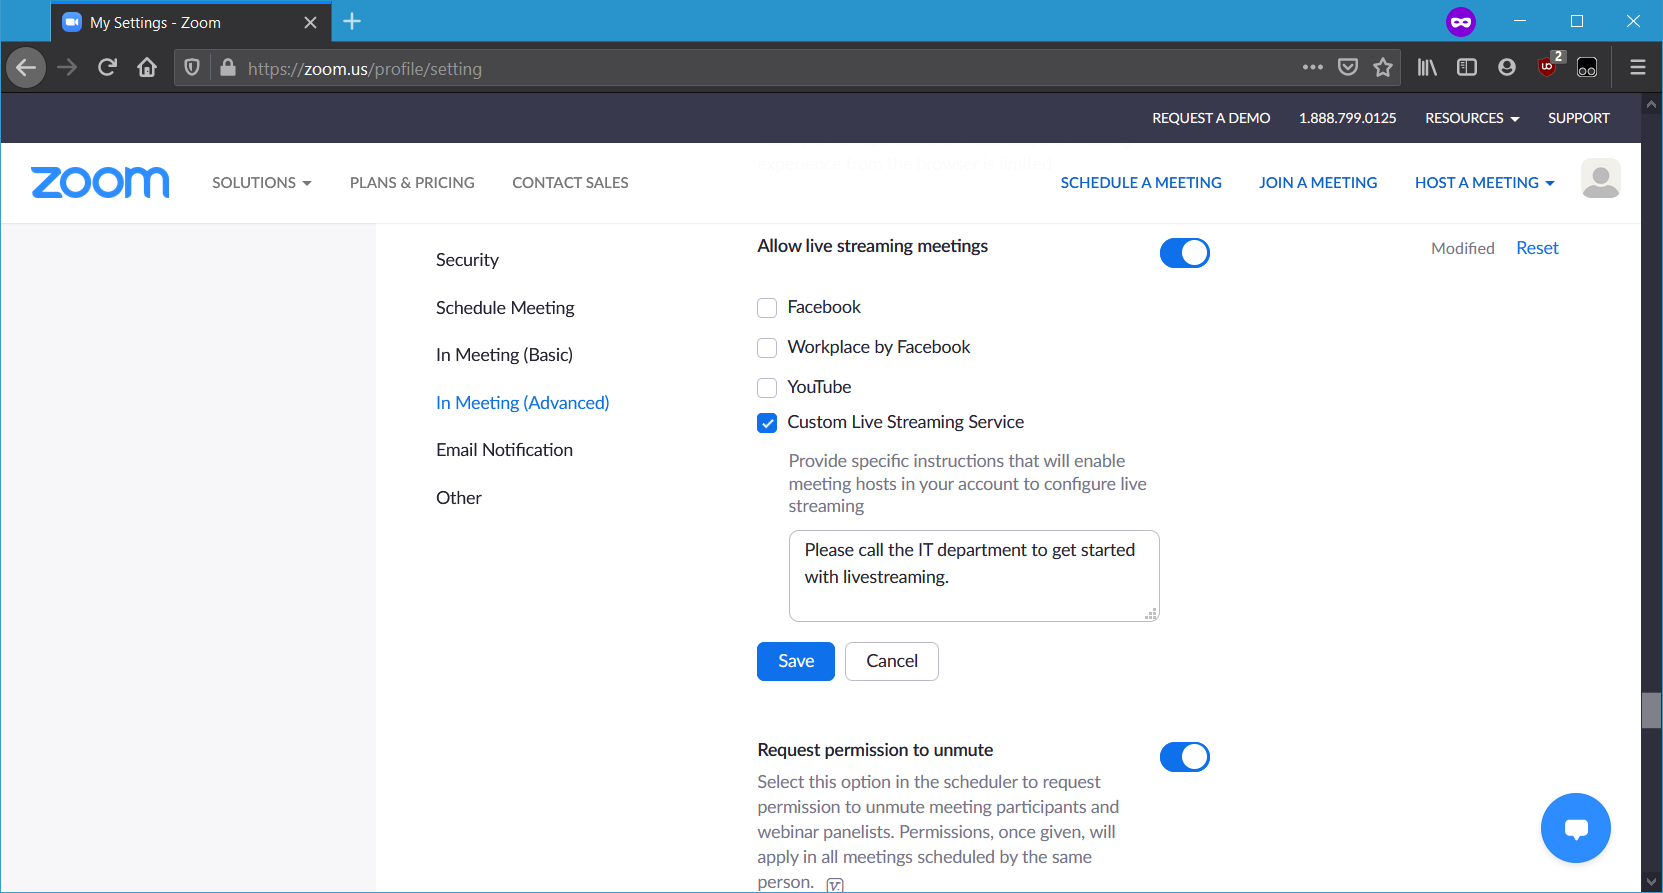 My Settings - Zoom
https://zoom.us/profile/setting
2
REQUEST A DEMO
1.888.799.0125
RESOURCES
SUPPORT
zoom
SOLUTIONS
PLANS & PRICING
CONTACT SALES
experience from the browser is limited
SCHEDULE A MEETING
JOIN A MEETING
HOST A MEETING
Security
Schedule Meeting
In Meeting (Basic)
In Meeting (Advanced)
Email Notification
Other
Allow live streaming meetings
Modified
Reset
Facebook
Workplace by Facebook
YouTube
Custom Live Streaming Service
Provide specific instructions that will enable
meeting hosts in your account to configure live
streaming
Please call the IT department to get started
with livestreaming.
Save
Cancel
Request permission to unmute
Select this option in the scheduler to request
permission to unmute meeting participants and
webinar panelists. Permissions, once given, will
apply in all meetings scheduled by the same
person.